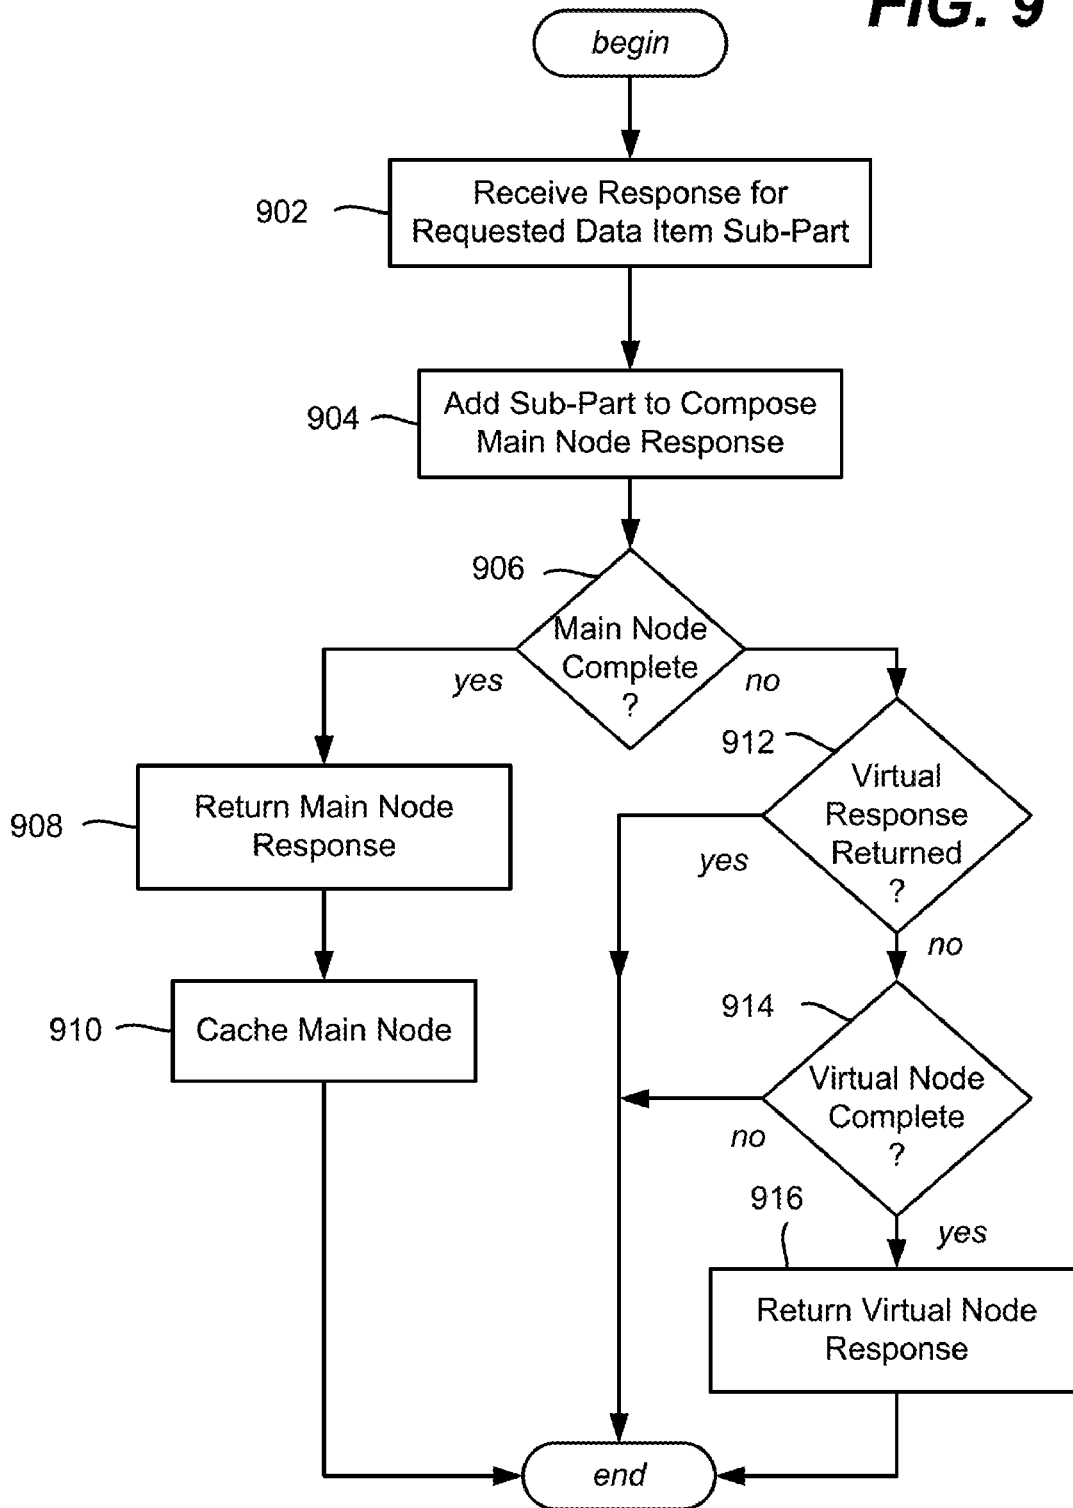 FIG. 9
begin
902
Receive Response for
Requested Data Item Sub-Part
904
Add Sub-Part to Compose
Main Node Response
906
Main Node
Complete
?
yes
no
912
Virtual
Response
Returned
?
yes
no
908
Return Main Node
Response
910
Cache Main Node
914
Virtual Node
Complete
?
no
yes
916
Return Virtual Node
Response
end